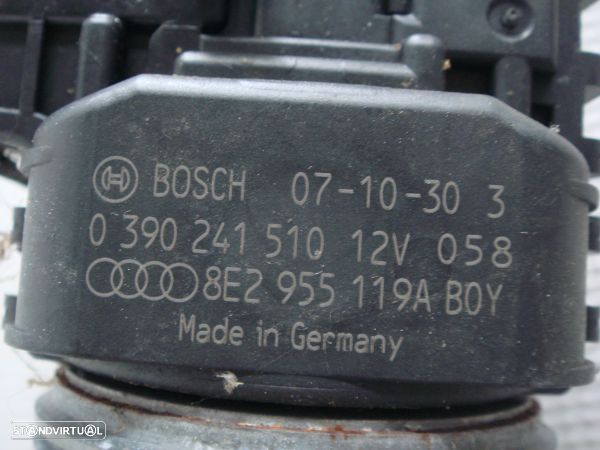 BOSCH 07-10-30 3
0 390 241 510 12V 058
8E2 955 119A BOY
Made in Germany
STANDVIRTUAL